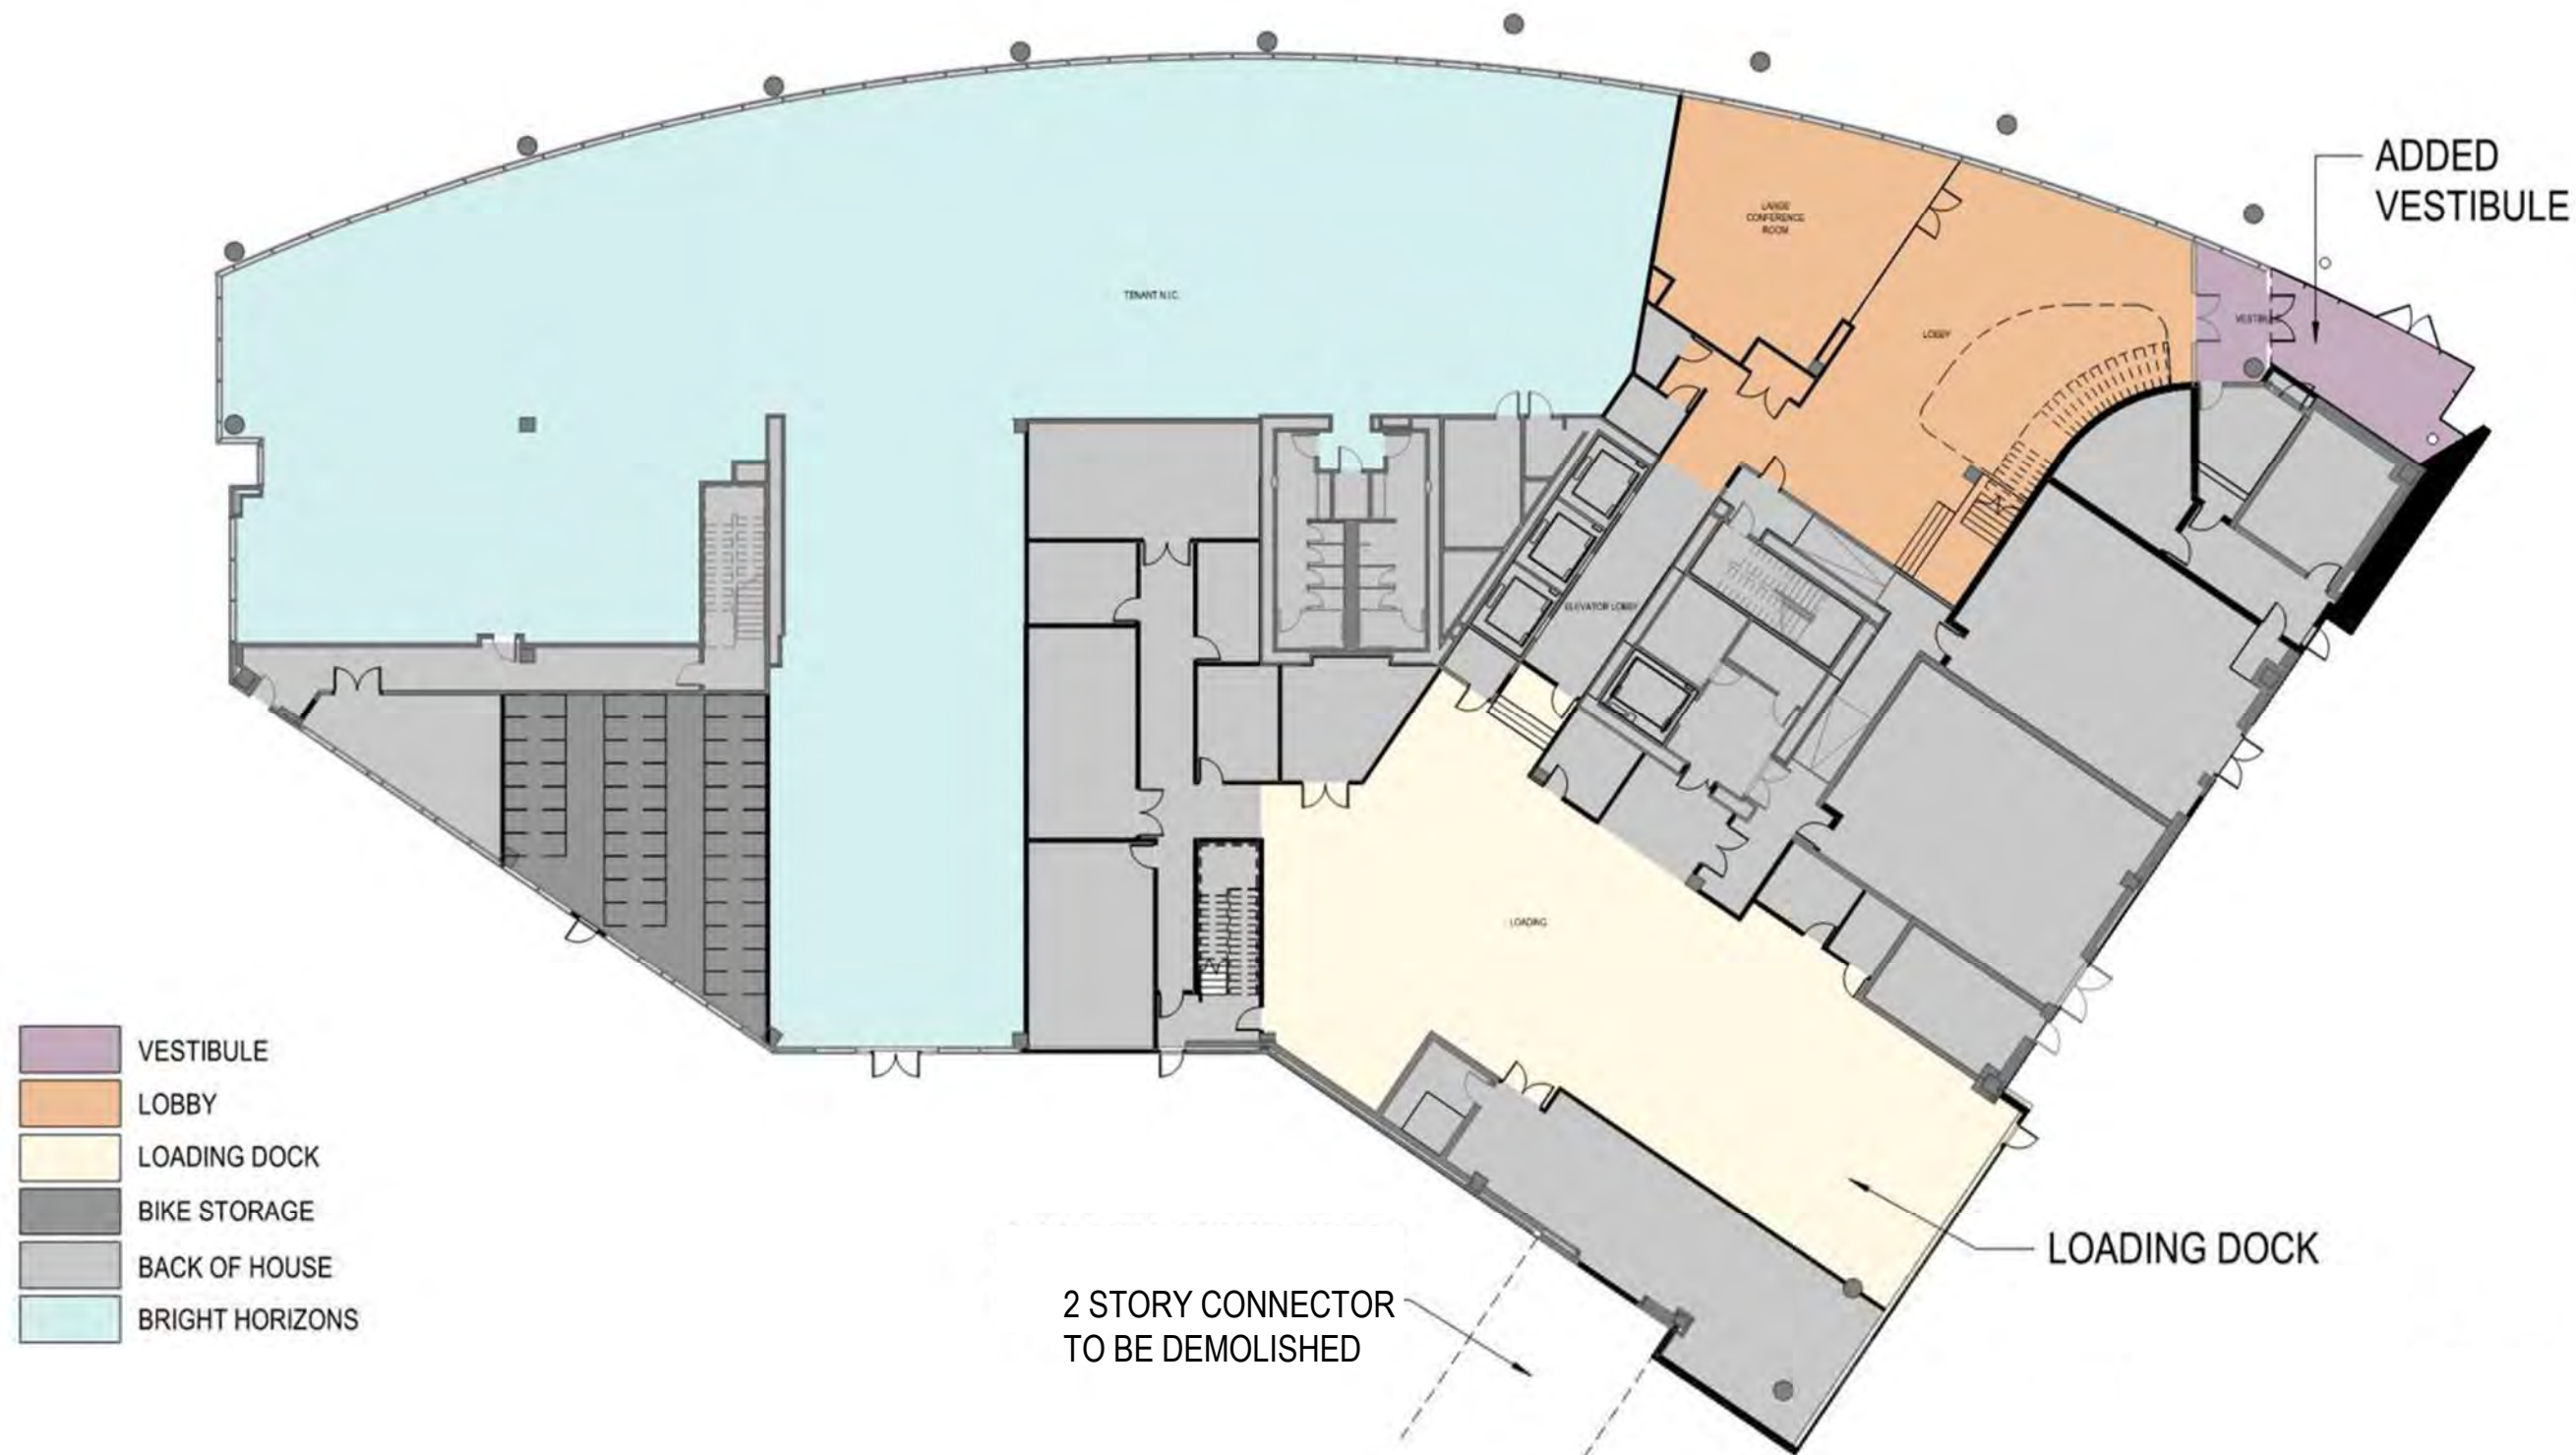 ADDED
VESTIBULE
LARGE
CONFERENCE
ROOM
TENANT N.I.C.
LOBBY
VESTIBULE
ELEVATOR LOBBY
LOADING
VESTIBULE
LOBBY
LOADING DOCK
BIKE STORAGE
BACK OF HOUSE
BRIGHT HORIZONS
LOADING DOCK
2 STORY CONNECTOR
TO BE DEMOLISHED